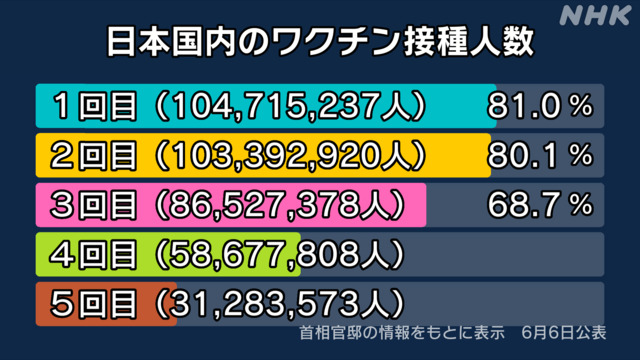 NHK
日本国内のワクチン接種人数
1回目（104,715,237人） 81.0%
2回目（103,392,920人） 80.1%
3回目（86,527,378人） 68.7%
4回目（58,677,808人）
5回目（31,283,573人）
首相官邸の情報をもとに表示 6月6日公表